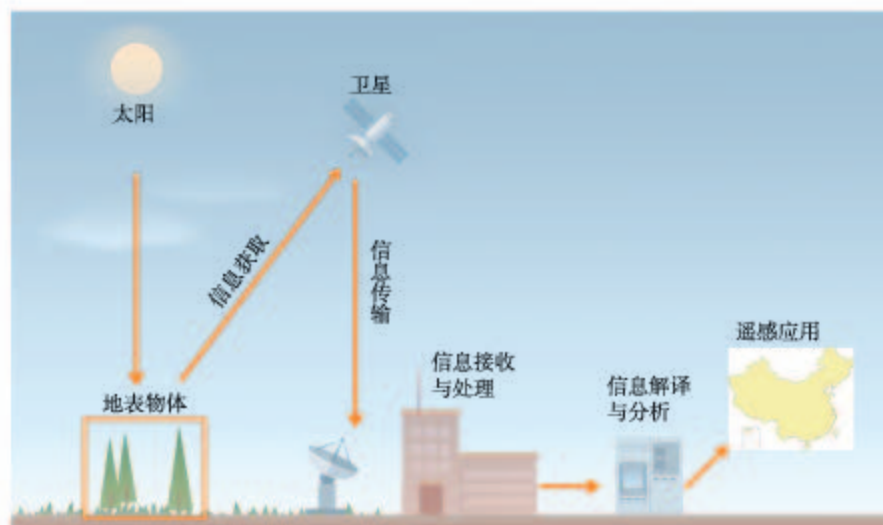 太阳
卫星
信息获取
信息传输
地表物体
信息接收
与处理
信息解译
与分析
遥感应用